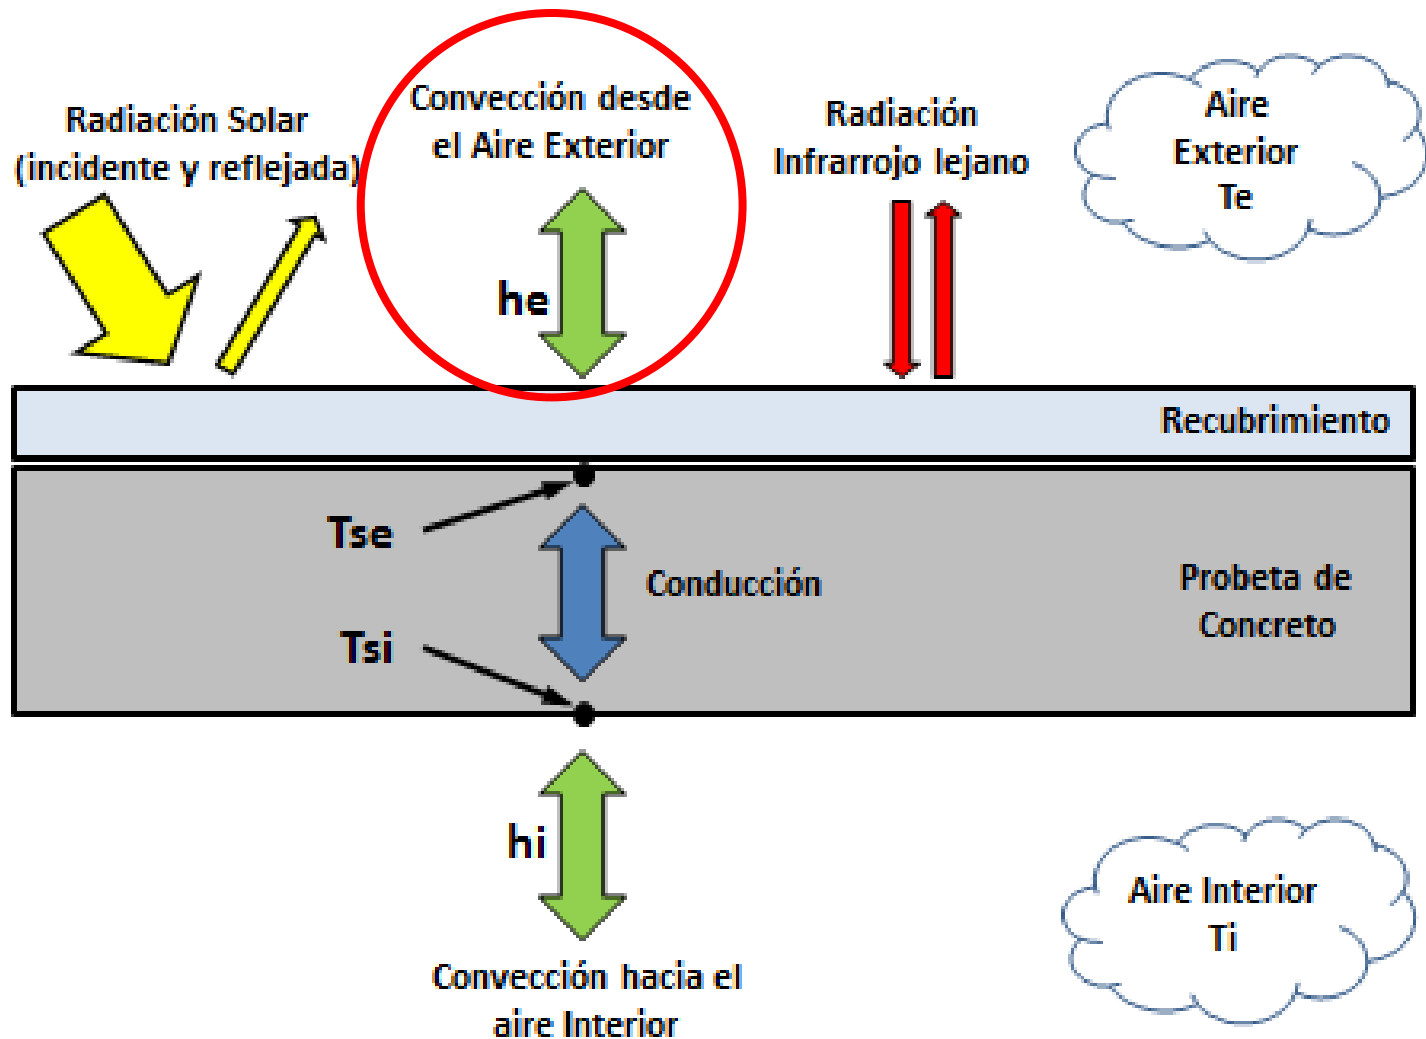 Radiación Solar
(incidente y reflejada)
Convección desde
el Aire Exterior
he
Radiación
Infrarrojo lejano
Aire
Exterior
Te
Recubrimiento
Tse
Conducción
Tsi
Probeta de
Concreto
hi
Convección hacia el
aire Interior
Aire Interior
Ti